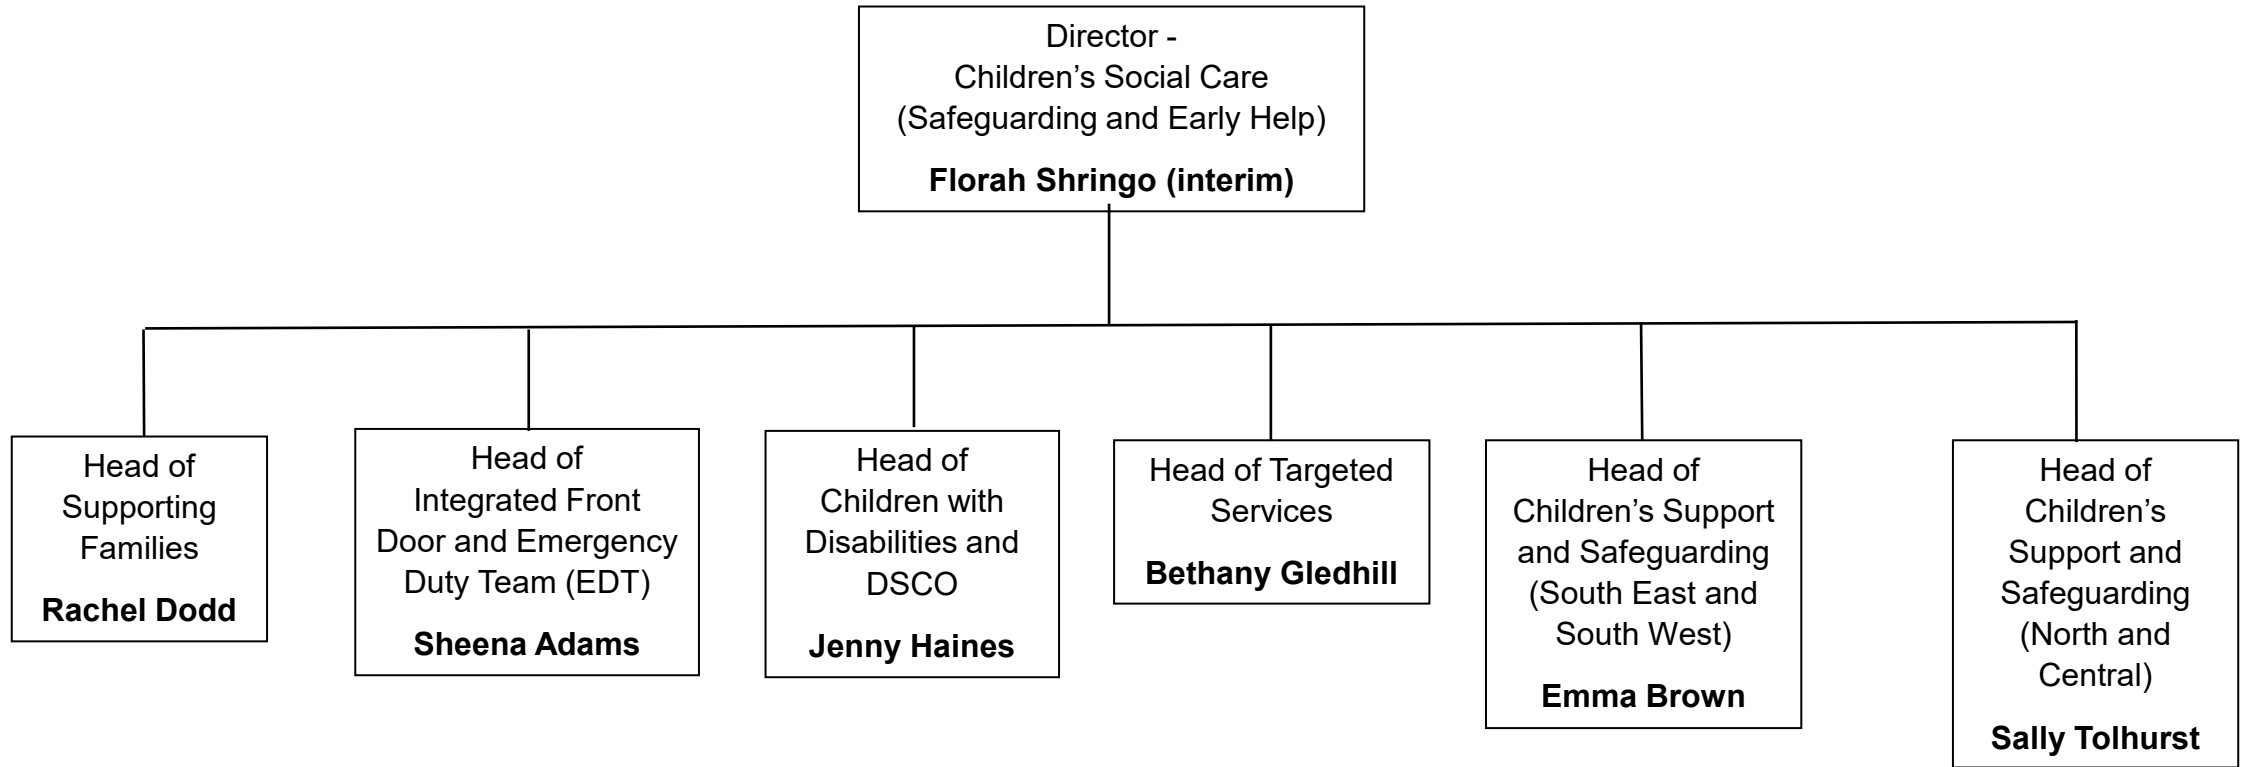 Director -
Children’s Social Care
(Safeguarding and Early Help)
Florah Shringo (interim)
Head of
Supporting
Families
Rachel Dodd
Head of
Integrated Front
Door and Emergency
Duty Team (EDT)
Sheena Adams
Head of
Children with
Disabilities and
DSCO
Jenny Haines
Head of Targeted
Services
Bethany Gledhill
Head of
Children’s Support
and Safeguarding
(South East and
South West)
Emma Brown
Head of
Children’s
Support and
Safeguarding
(North and
Central)
Sally Tolhurst